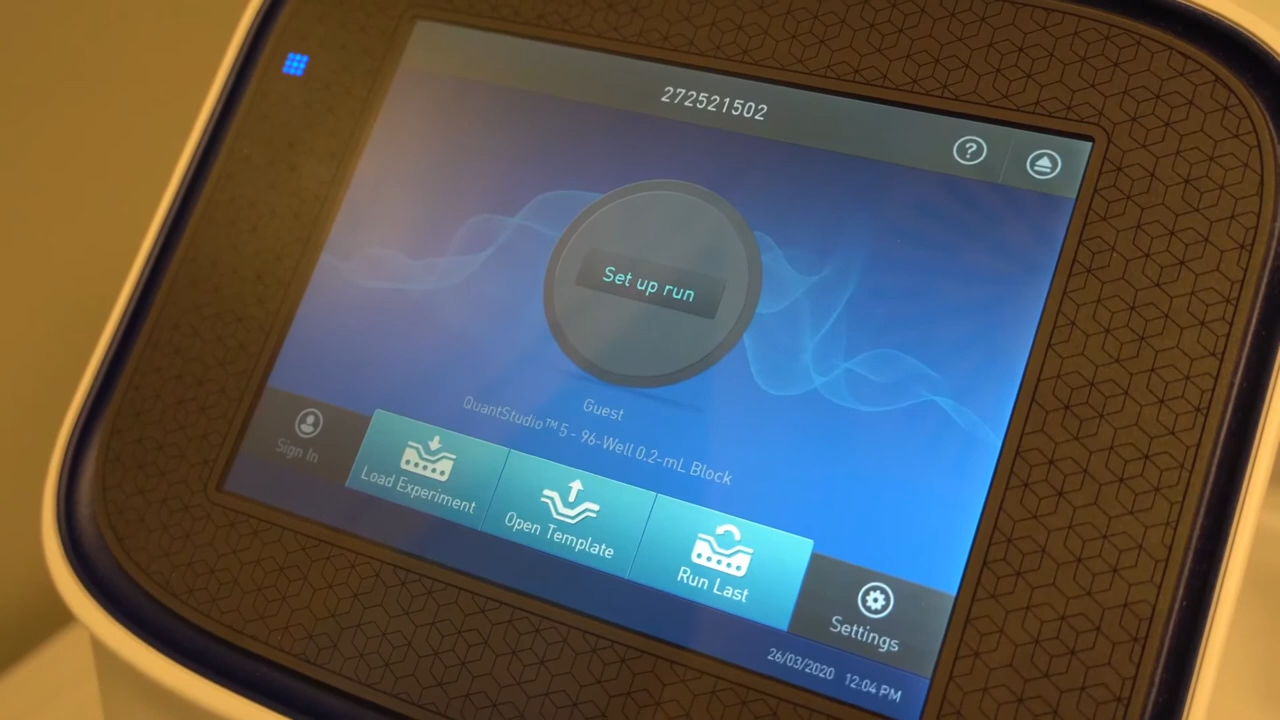 272521502
?
Set up run
Guest
QuantStudio™ 5 - 96-Well 0.2-mL Block
Sign In
Load Experiment
Open Template
Run Last
Settings
26/03/2020 12:04 PM